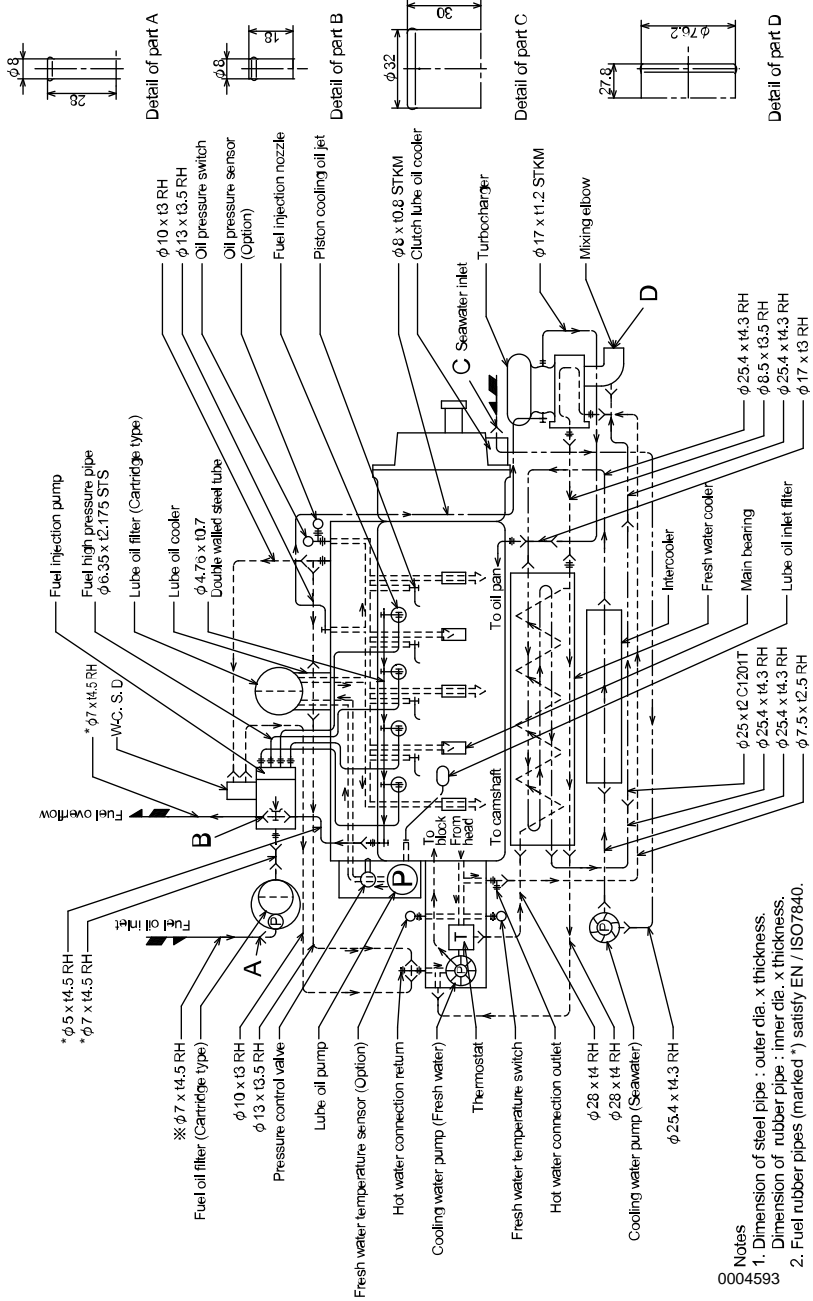 Detail of part A
φ8
28
Detail of part B
φ8
18
Detail of part C
φ32
30
Detail of part D
27.8
φ76.2
Fuel injection pump
Fuel high pressure pipe
φ6.35 x t2.175 STS
Lube oil filter (Cartridge type)
Lube oil cooler
φ4.76 x t0.7
Double walled steel tube
φ10 x t3 RH
φ13 x t3.5 RH
Oil pressure switch
Oil pressure sensor
(Option)
Fuel injection nozzle
Piston cooling oil jet
φ8 x t0.8 STKM
Clutch lube oil cooler
C Seawater inlet
Turbocharger
φ17 x t1.2 STKM
Mixing elbow
D
* φ7 x t4.5 RH
W-C. S. D
Fuel overflow
B
Fuel oil inlet
A
P
P
To block
From head
To camshaft
To oil pan
T
P
P
*φ5 x t4.5 RH
*φ7 x t4.5 RH
※φ7 x t4.5 RH
Fuel oil filter (Cartridge type)
φ10 x t3 RH
φ13 x t3.5 RH
Pressure control valve
Lube oil pump
Fresh water temperature sensor (Option)
Hot water connection return
Cooling water pump (Fresh water)
Thermostat
Fresh water temperature switch
Hot water connection outlet
φ28 x t4 RH
φ28 x t4 RH
Cooling water pump (Seawater)
φ25.4 x t4.3 RH
φ25.4 x t4.3 RH
φ8.5 x t3.5 RH
φ25.4 x t4.3 RH
φ17 x t3 RH
Intercooler
Fresh water cooler
Main bearing
Lube oil inlet filter
φ25 x t2 C1201T
φ25.4 x t4.3 RH
φ25.4 x t4.3 RH
φ7.5 x t2.5 RH
Notes
1. Dimension of steel pipe : outer dia. x thickness.
Dimension of rubber pipe : inner dia. x thickness.
2. Fuel rubber pipes (marked *) satisfy EN / ISO7840.
0004593